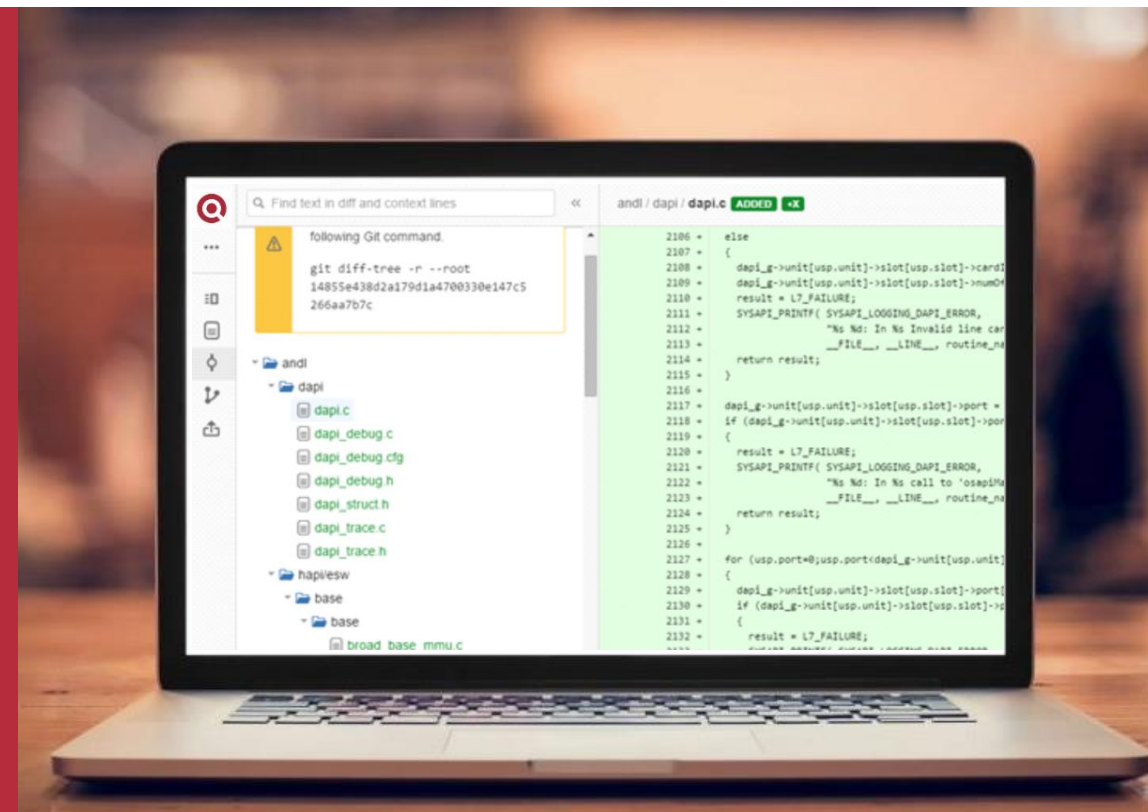 Find text in diff and context lines
«
andl / dapi / dapi.c ADDED +X
following Git command.
git diff-tree -r --root
14855e438d2a179d1a4700330e147c5
266aa7b7c
andl
dapi
dapi.c
dapi_debug.c
dapi_debug.cfg
dapi_debug.h
dapi_struct.h
dapi_trace.c
dapi_trace.h
hapi/esw
base
base
broad_base_mmu.c
2106 + else
2107 + {
2108 + dapi_g->unit[usp.unit]->slot[usp.slot]->cardI
2109 + dapi_g->unit[usp.unit]->slot[usp.slot]->numOf
2110 + result = L7_FAILURE;
2111 + SYSAPI_PRINTF( SYSAPI_LOGGING_DAPI_ERROR,
2112 + "%s %d: In %s Invalid line car
2113 + __FILE__, __LINE__, routine_na
2114 + return result;
2115 + }
2116 +
2117 + dapi_g->unit[usp.unit]->slot[usp.slot]->port =
2118 + if (dapi_g->unit[usp.unit]->slot[usp.slot]->por
2119 + {
2120 + result = L7_FAILURE;
2121 + SYSAPI_PRINTF( SYSAPI_LOGGING_DAPI_ERROR,
2122 + "%s %d: In %s call to 'osapiMa
2123 + __FILE__, __LINE__, routine_na
2124 + return result;
2125 + }
2126 +
2127 + for (usp.port=0;usp.port<dapi_g->unit[usp.unit]
2128 + {
2129 + dapi_g->unit[usp.unit]->slot[usp.slot]->port[
2130 + if (dapi_g->unit[usp.unit]->slot[usp.slot]->p
2131 + {
2132 + result = L7_FAILURE;